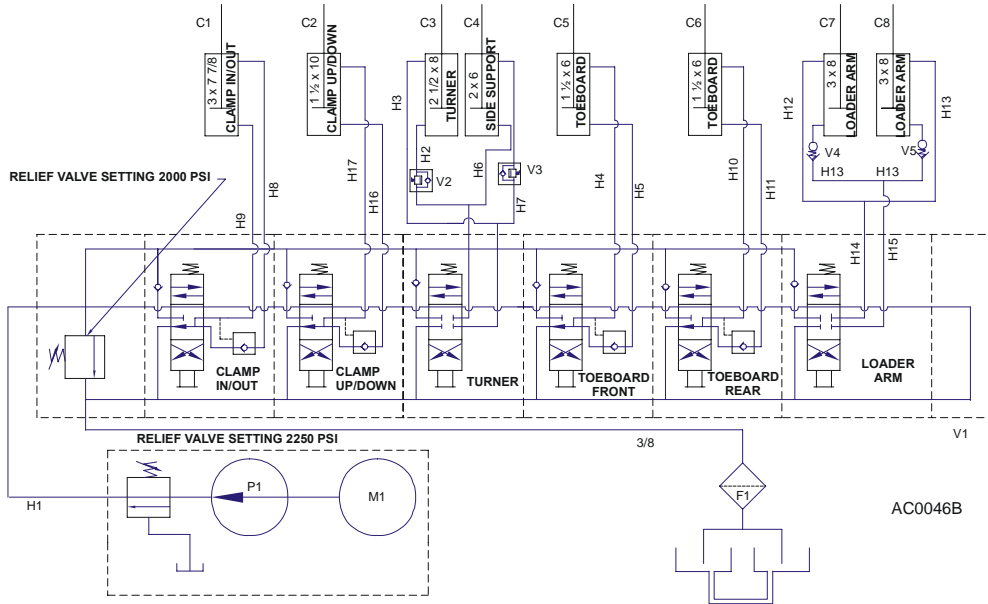 C1
C2
C3
C4
C5
C6
C7
C8
3 x 7 7/8
CLAMP IN/OUT
1 ½ x 10
CLAMP UP/DOWN
2 1/2 x 8
TURNER
2 x 6
SIDE SUPPORT
1 ½ x 6
TOEBOARD
1 ½ x 6
TOEBOARD
3 x 8
LOADER ARM
3 x 8
LOADER ARM
H3
H12
H13
H2
V4
V5
RELIEF VALVE SETTING 2000 PSI
H8
H17
V2
H6
V3
H4
H10
H13
H13
H9
H16
H7
H5
H11
H14
H15
CLAMP
IN/OUT
CLAMP
UP/DOWN
TURNER
TOEBOARD
FRONT
TOEBOARD
REAR
LOADER
ARM
RELIEF VALVE SETTING 2250 PSI
3/8
V1
H1
P1
M1
F1
AC0046B